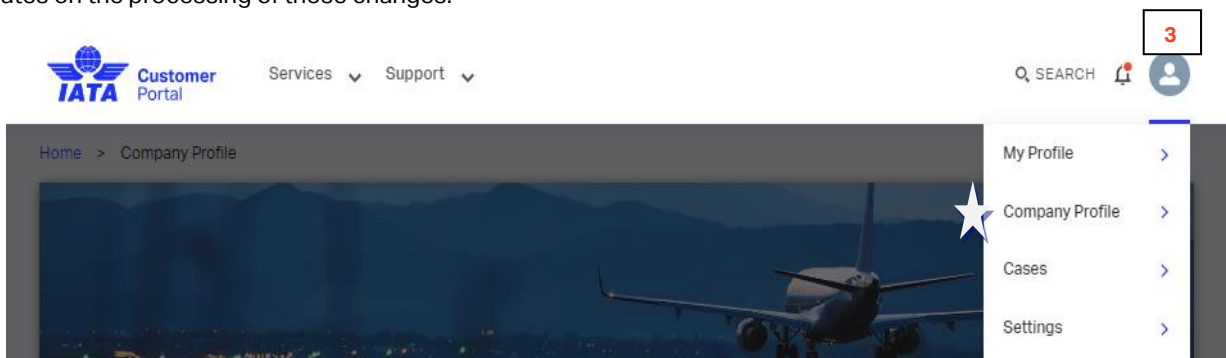 ates on the processing of those changes.
3
IATA
Customer
Portal
Services
Support
SEARCH
Home > Company Profile
My Profile >
Company Profile >
Cases >
Settings >